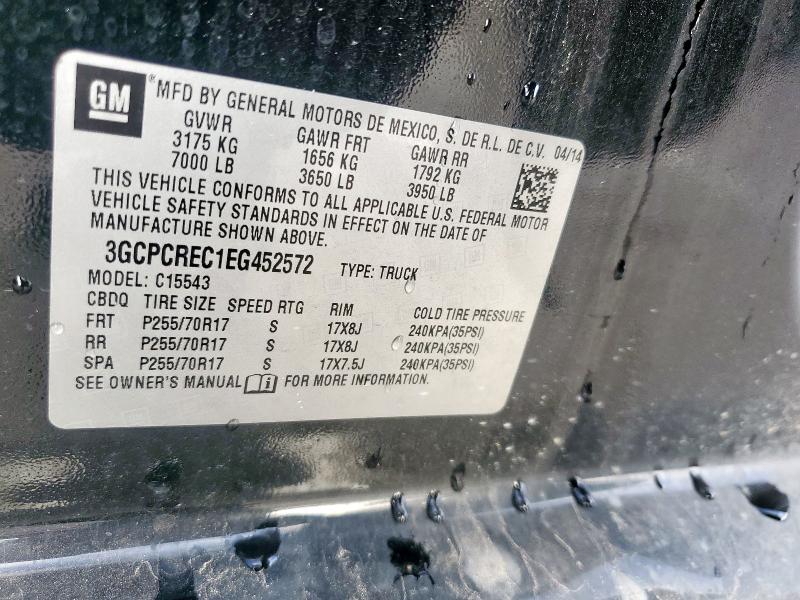 GM ® MFD BY GENERAL MOTORS DE MEXICO, S. DE R.L. DE C.V. 04/14
GVWR GAWR FRT GAWR RR
3175 KG 1656 KG 1792 KG
7000 LB 3650 LB 3950 LB
THIS VEHICLE CONFORMS TO ALL APPLICABLE U.S. FEDERAL MOTOR
VEHICLE SAFETY STANDARDS IN EFFECT ON THE DATE OF
MANUFACTURE SHOWN ABOVE.
3GCPCREC1EG452572 TYPE: TRUCK
MODEL: C15543
CBDQ TIRE SIZE SPEED RTG RIM COLD TIRE PRESSURE
FRT P255/70R17 S 17X8J 240KPA(35PSI)
RR P255/70R17 S 17X8J 240KPA(35PSI)
SPA P255/70R17 S 17X7.5J 240KPA(35PSI)
SEE OWNER'S MANUAL i FOR MORE INFORMATION.